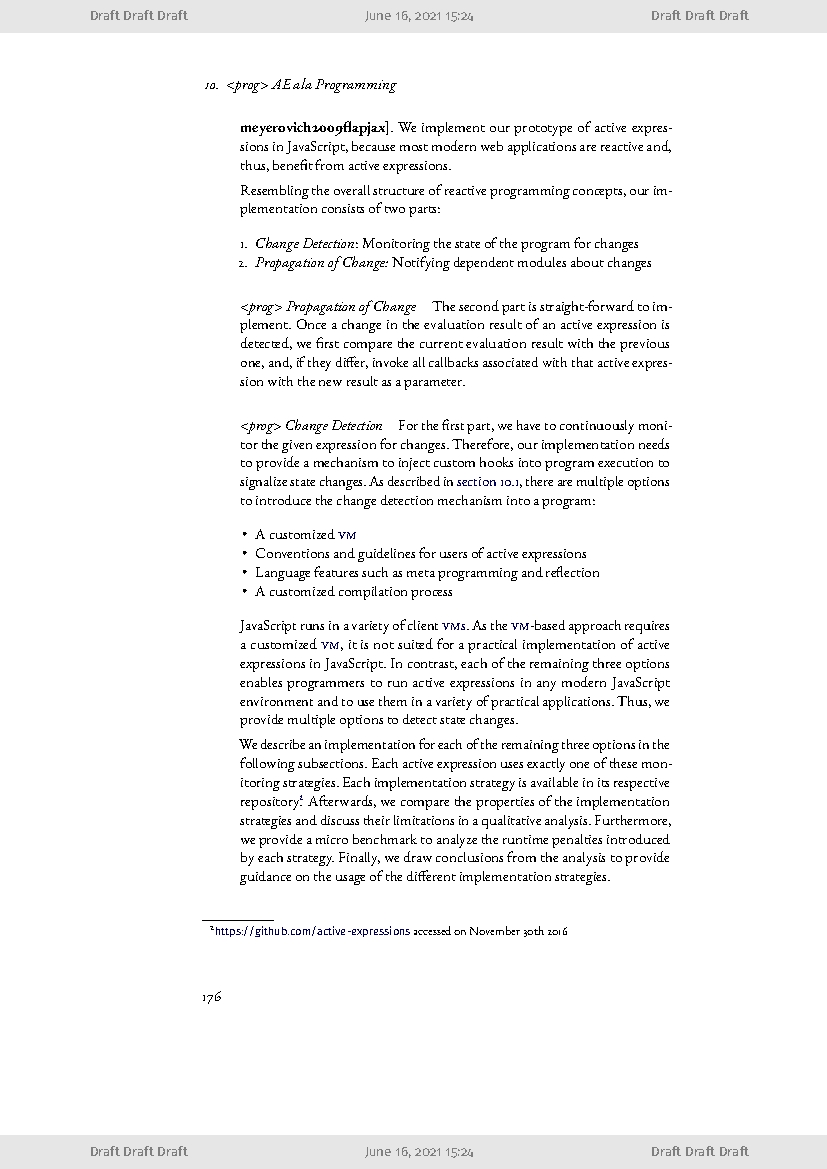 Draft Draft Draft June 16, 2021 15:24 Draft Draft Draft
10. <prog> AE ala Programming
meyerovich2009flapjax]. We implement our prototype of active expres-
sions in JavaScript, because most modern web applications are reactive and,
thus, benefit from active expressions.
Resembling the overall structure of reactive programming concepts, our im-
plementation consists of two parts:
1. Change Detection: Monitoring the state of the program for changes
2. Propagation of Change: Notifying dependent modules about changes
<prog> Propagation of Change The second part is straight-forward to im-
plement. Once a change in the evaluation result of an active expression is
detected, we first compare the current evaluation result with the previous
one, and, if they differ, invoke all callbacks associated with that active expres-
sion with the new result as a parameter.
<prog> Change Detection For the first part, we have to continuously moni-
tor the given expression for changes. Therefore, our implementation needs
to provide a mechanism to inject custom hooks into program execution to
signalize state changes. As described in section 10.1, there are multiple options
to introduce the change detection mechanism into a program:
• A customized VM
• Conventions and guidelines for users of active expressions
• Language features such as meta programming and reflection
• A customized compilation process
JavaScript runs in a variety of client VMs. As the VM-based approach requires
a customized VM, it is not suited for a practical implementation of active
expressions in JavaScript. In contrast, each of the remaining three options
enables programmers to run active expressions in any modern JavaScript
environment and to use them in a variety of practical applications. Thus, we
provide multiple options to detect state changes.
We describe an implementation for each of the remaining three options in the
following subsections. Each active expression uses exactly one of these mon-
itoring strategies. Each implementation strategy is available in its respective
repository.² Afterwards, we compare the properties of the implementation
strategies and discuss their limitations in a qualitative analysis. Furthermore,
we provide a micro benchmark to analyze the runtime penalties introduced
by each strategy. Finally, we draw conclusions from the analysis to provide
guidance on the usage of the different implementation strategies.
²https://github.com/active-expressions accessed on November 30th 2016
176
Draft Draft Draft June 16, 2021 15:24 Draft Draft Draft